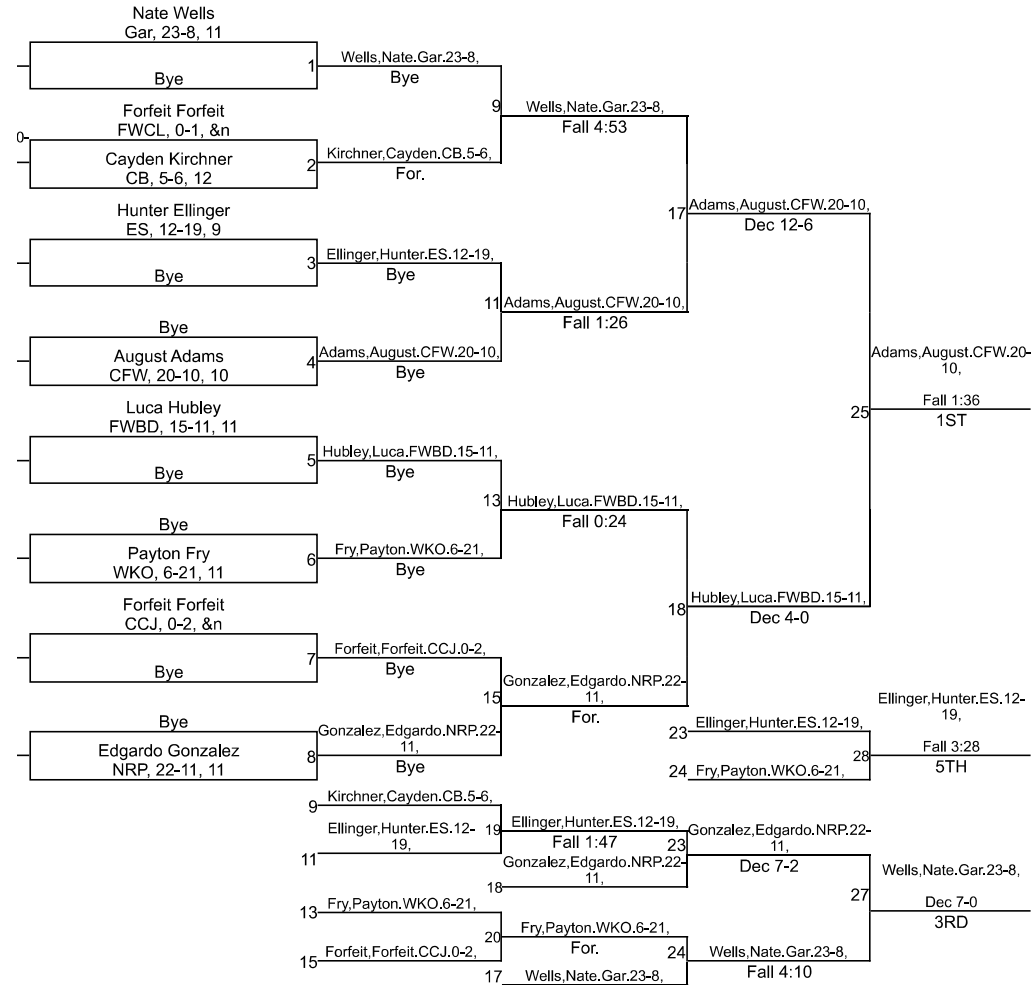 Nate Wells
Gar, 23-8, 11
1
Bye
Wells,Nate.Gar.23-8,
Bye
9
Wells,Nate.Gar.23-8,
Fall 4:53
Forfeit Forfeit
FWCL, 0-1, &n
0-
Cayden Kirchner
CB, 5-6, 12
2
Kirchner,Cayden.CB.5-6,
For.
17
Adams,August.CFW.20-10,
Dec 12-6
Hunter Ellinger
ES, 12-19, 9
3
Bye
Ellinger,Hunter.ES.12-19,
Bye
11
Adams,August.CFW.20-10,
Fall 1:26
Bye
August Adams
CFW, 20-10, 10
4
Adams,August.CFW.20-10,
Bye
25
Adams,August.CFW.20-
10,
Fall 1:36
1ST
Luca Hubley
FWBD, 15-11, 11
5
Bye
Hubley,Luca.FWBD.15-11,
Bye
13
Hubley,Luca.FWBD.15-11,
Fall 0:24
Bye
Payton Fry
WKO, 6-21, 11
6
Fry,Payton.WKO.6-21,
Bye
18
Hubley,Luca.FWBD.15-11,
Dec 4-0
Forfeit Forfeit
CCJ, 0-2, &n
7
Bye
Forfeit,Forfeit.CCJ.0-2,
Bye
15
Gonzalez,Edgardo.NRP.22-
11,
For.
Bye
Edgardo Gonzalez
NRP, 22-11, 11
8
Gonzalez,Edgardo.NRP.22-
11,
Bye
23
Ellinger,Hunter.ES.12-19,
24
Fry,Payton.WKO.6-21,
28
Ellinger,Hunter.ES.12-
19,
Fall 3:28
5TH
9
Kirchner,Cayden.CB.5-6,
11
Ellinger,Hunter.ES.12-
19,
19
Ellinger,Hunter.ES.12-19,
Fall 1:47
18
Gonzalez,Edgardo.NRP.22-
11,
23
Gonzalez,Edgardo.NRP.22-
11,
Dec 7-2
27
Wells,Nate.Gar.23-8,
Dec 7-0
3RD
13
Fry,Payton.WKO.6-21,
15
Forfeit,Forfeit.CCJ.0-2,
20
Fry,Payton.WKO.6-21,
For.
17
Wells,Nate.Gar.23-8,
24
Wells,Nate.Gar.23-8,
Fall 4:10